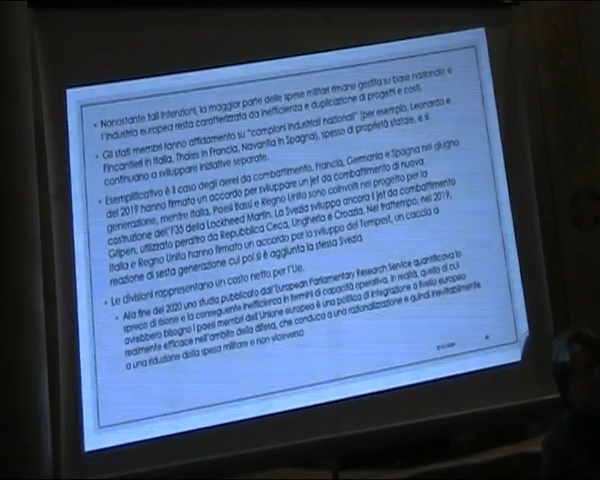 • Nonostante tali intenzioni, la maggior parte delle spese militari rimane gestita su base nazionale e
l'industria europea resta caratterizzata da inefficienza e duplicazione di progetti e costi.
• Gli stati membri fanno affidamento su "campioni industriali nazionali" (per esempio, Leonardo e
Fincantieri in Italia, Thales in Francia, Navantia in Spagna), spesso di proprietà statale, e si
continuano a sviluppare iniziative separate.
• Esemplificativo è il caso degli aerei da combattimento. Francia, Germania e Spagna nel giugno
del 2019 hanno firmato un accordo per sviluppare un jet da combattimento di nuova
generazione, mentre Italia, Paesi Bassi e Regno Unito sono coinvolti nel progetto per la
costruzione dell'F35 della Lockheed Martin. La Svezia sviluppa ancora il jet da combattimento
Gripen, utilizzato peraltro da Repubblica Ceca, Ungheria e Croazia. Nel frattempo, nel 2019,
Italia e Regno Unito hanno firmato un accordo per lo sviluppo del Tempest, un caccia a
reazione di sesta generazione cui poi si è aggiunta la stessa Svezia
• Le divisioni rappresentano un costo netto per l'Ue.
• Alla fine del 2020 uno studio pubblicato dall'European Parliamentary Research Service quantificava lo
spreco di risorse e la conseguente inefficienza in termini di capacità operativa. In realtà, quello di cui
avrebbero bisogno i paesi membri dell'Unione europea è una politica di integrazione a livello europeo
realmente efficace nell'ambito della difesa, che conduca a una razionalizzazione e quindi inevitabilmente
a una riduzione della spesa militare e non viceversa